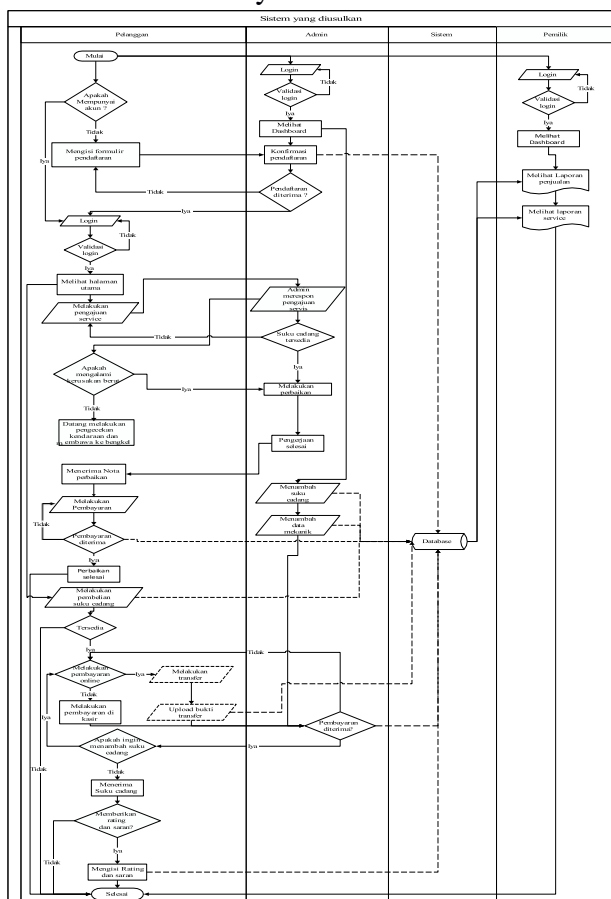 Sistem yang diusulkan
Pelanggan
Admin
Sistem
Pemilik
Mulai
Login
Tidak
Validasi
login
Iya
Melihat
Dashboard
Login
Tidak
Validasi
login
Iya
Melihat
Dashboard
Melihat Laporan
penjualan
Melihat laporan
service
Apakah
Mempunyai
akun ?
Tidak
Iya
Mengisi formulir
pendaftaran
Konfirmasi
pendaftaran
Tidak
Pendaftaran
diterima ?
Iya
Login
Tidak
Validasi
login
Iya
Melihat halaman
utama
Melakukan
pengajuan
service
Admin
merespon
pengajuan
servis
Tidak
Suku cadang
tersedia
Iya
Apakah
mengalami
kerusakan berat
Iya
Melakukan
perbaikan
Tidak
Datang melakukan
pengecekan
kendaraan dan
membawa ke bengkel
Pengerjaan
selesai
Menerima Nota
perbaikan
Menambah
suku
cadang
Melakukan
Pembayaran
Menambah
data
mekanik
Tidak
Pembayaran
diterima
Database
Iya
Perbaikan
selesai
Melakukan
pembelian
suku cadang
Tersedia
Tidak
Melakukan
pembayaran
online
Iya
Melakukan
transfer
Tidak
Melakukan
pembayaran di
kasir
Upload bukti
transfer
Pembayaran
diterima?
Iya
Apakah ingin
menambah suku
cadang
Iya
Tidak
Tidak
Menerima
Suku cadang
Memberikan
rating
dan saran?
Tidak
Iya
Mengisi Rating
dan saran
Selesai